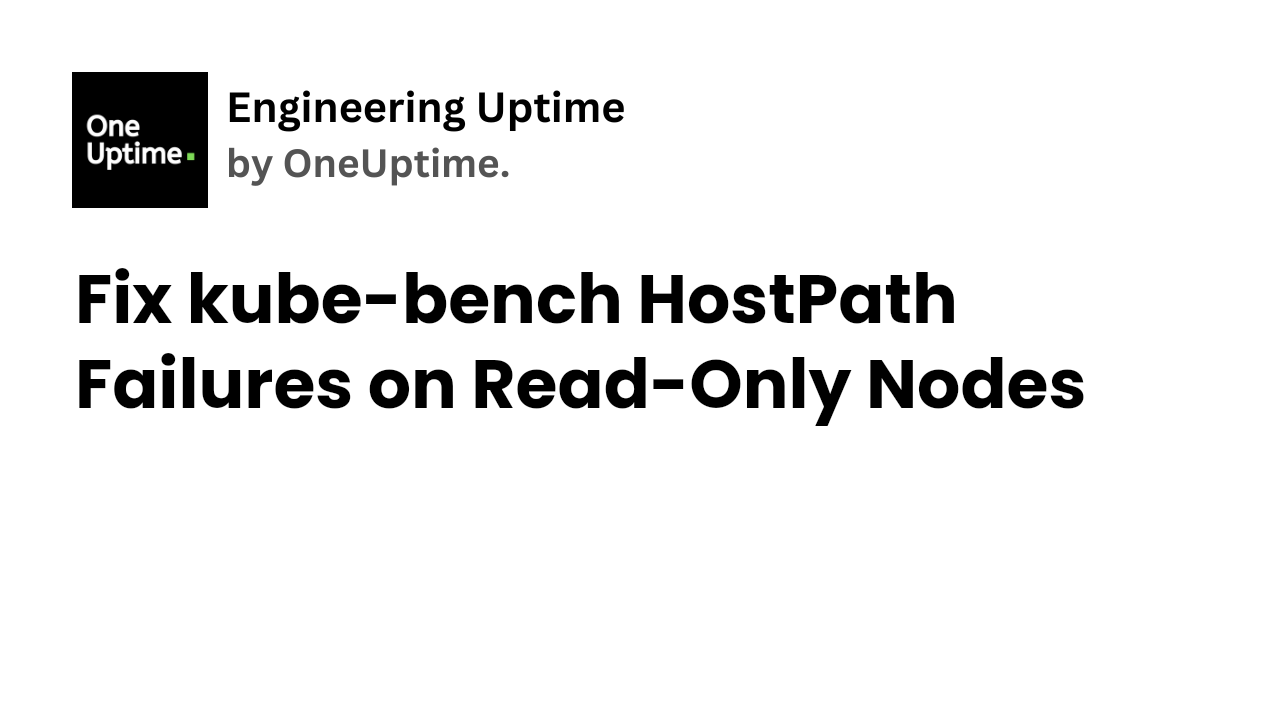 One
Uptime
Engineering Uptime
by OneUptime.
Fix kube-bench HostPath
Failures on Read-Only Nodes